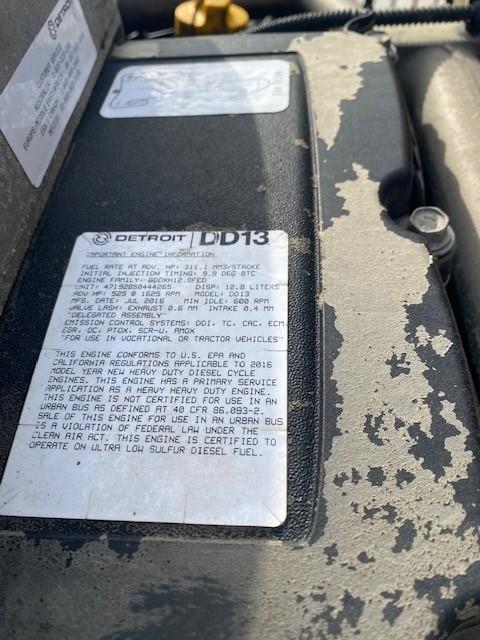 DETROIT
CUSTOMER SERVICE
DETROIT DD13
IMPORTANT ENGINE INFORMATION
FUEL RATE AT ADV. HP: 311.1 MM3/STROKE
INITIAL INJECTION TIMING: 9.9 DEG BTC
ENGINE FAMILY: GDDXH12.8FED
UNIT: 471928S0444265 DISP: 12.8 LITERS
ADV HP: 525 @ 1625 RPM MODEL: DD13
MFG. DATE: JUL 2016 MIN IDLE: 600 RPM
VALVE LASH: EXHAUST 0.6 MM INTAKE 0.4 MM
"DELEGATED ASSEMBLY"
EMISSION CONTROL SYSTEMS: DDI, TC, CAC, ECM
EGR, OC, PTOX, SCR-U, AMOX
"FOR USE IN VOCATIONAL OR TRACTOR VEHICLES"
THIS ENGINE CONFORMS TO U.S. EPA AND
CALIFORNIA REGULATIONS APPLICABLE TO 2016
MODEL YEAR NEW HEAVY DUTY DIESEL CYCLE
ENGINES. THIS ENGINE HAS A PRIMARY SERVICE
APPLICATION AS A HEAVY HEAVY DUTY ENGINE.
THIS ENGINE IS NOT CERTIFIED FOR USE IN AN
URBAN BUS AS DEFINED AT 40 CFR 86.093-2.
SALE OF THIS ENGINE FOR USE IN AN URBAN BUS
IS A VIOLATION OF FEDERAL LAW UNDER THE
CLEAN AIR ACT. THIS ENGINE IS CERTIFIED TO
OPERATE ON ULTRA LOW SULFUR DIESEL FUEL.